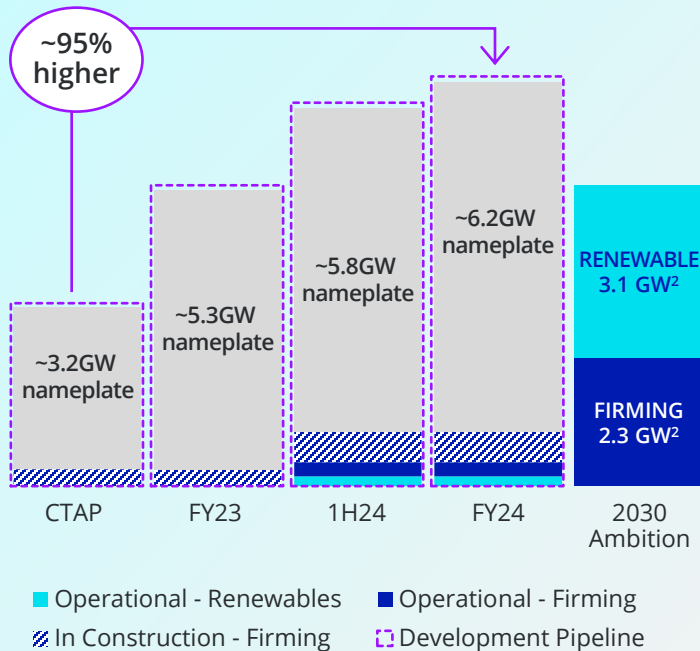 ~95%
higher
~3.2GW
nameplate
~5.3GW
nameplate
~5.8GW
nameplate
~6.2GW
nameplate
RENEWABLE
3.1 GW²
FIRMING
2.3 GW²
CTAP
FY23
1H24
FY24
2030
Ambition
Operational - Renewables
Operational - Firming
In Construction - Firming
Development Pipeline